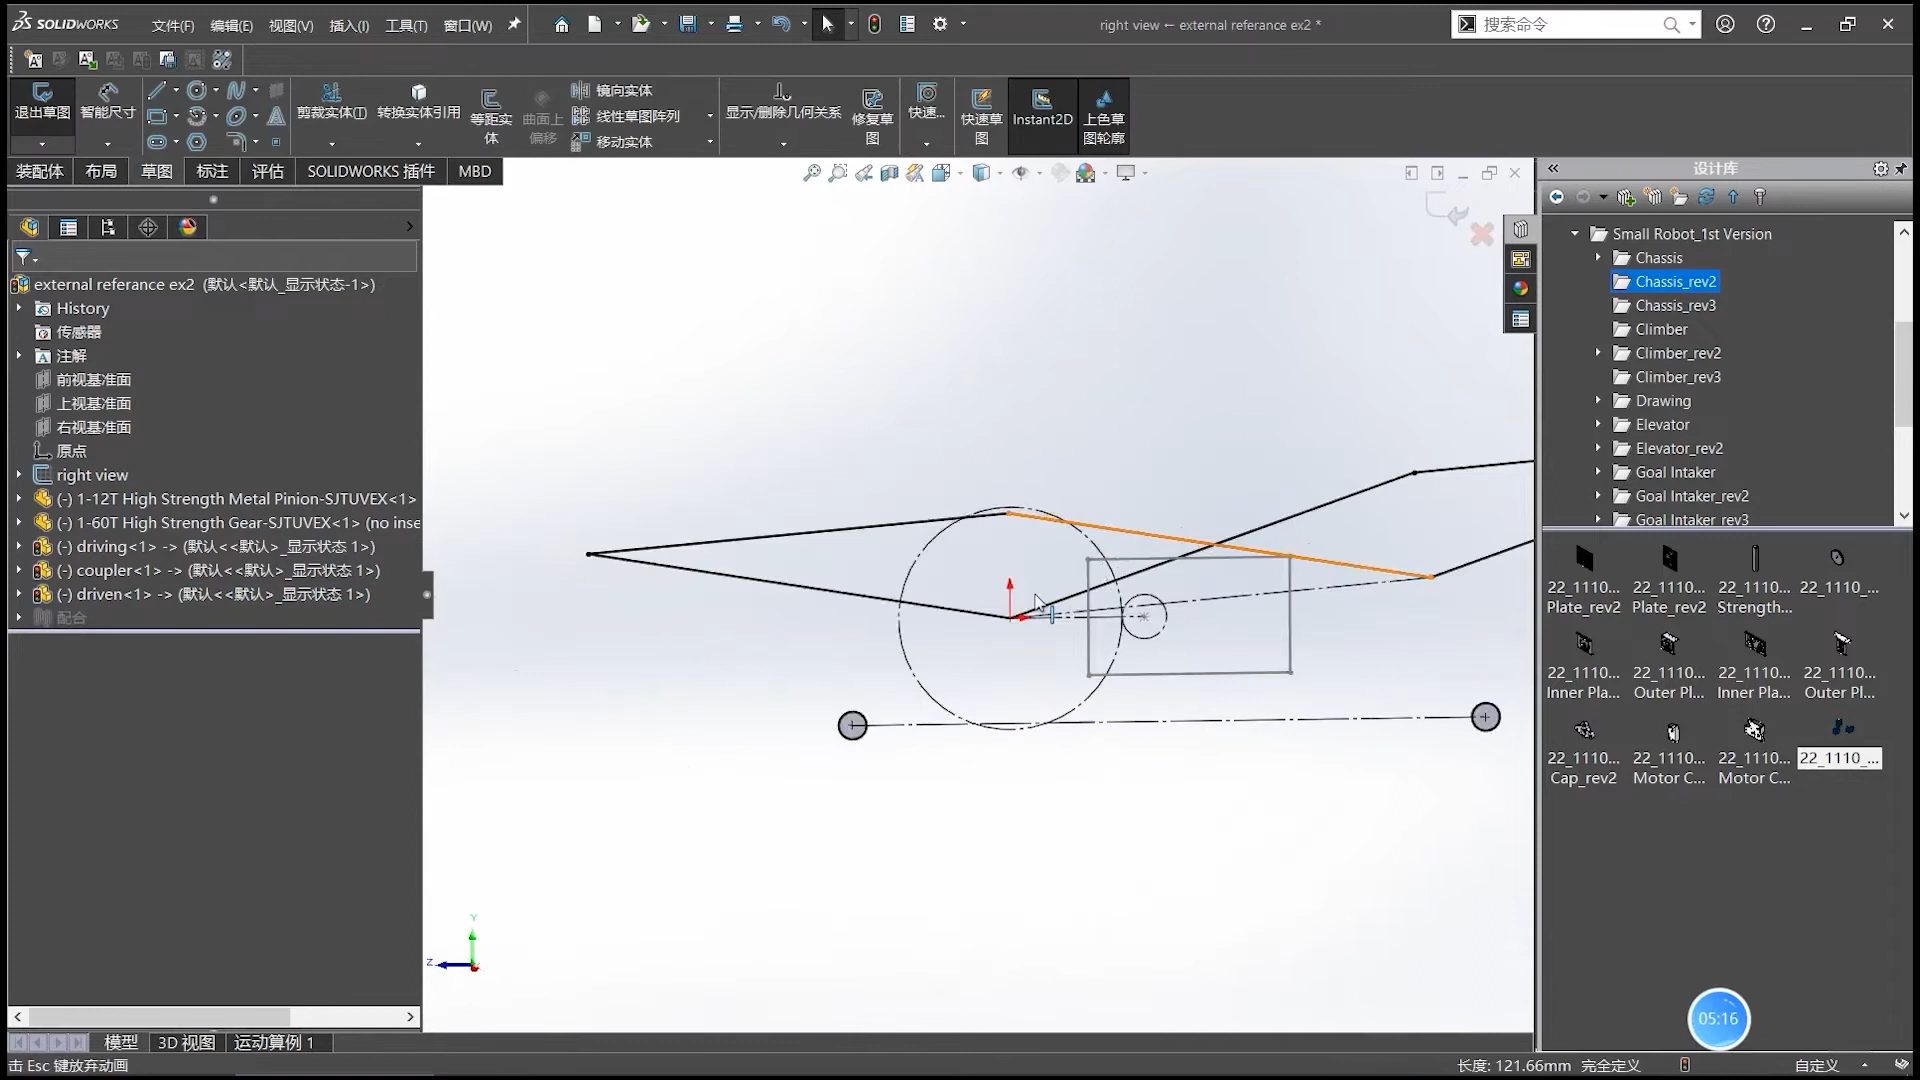 SOLIDWORKS 文件(F) 编辑(E) 视图(V) 插入(I) 工具(T) 窗口(W) right view ← external referance ex2 * 搜索命令
退出草图 智能尺寸 剪裁实体(T) 转换实体引用 等距实体 曲面上偏移 镜向实体 线性草图阵列 移动实体 显示/删除几何关系 修复草图 快速... 快速草图 Instant2D 上色草图轮廓
装配体 布局 草图 标注 评估 SOLIDWORKS 插件 MBD
external referance ex2 (默认<默认_显示状态-1>)
History
传感器
注解
前视基准面
上视基准面
右视基准面
原点
right view
(-) 1-12T High Strength Metal Pinion-SJTUVEX<1>
(-) 1-60T High Strength Gear-SJTUVEX<1> (no inse
(-) driving<1> -> (默认<<默认>_显示状态 1>)
(-) coupler<1> -> (默认<<默认>_显示状态 1>)
(-) driven<1> -> (默认<<默认>_显示状态 1>)
配合
Y
Z
设计库
Small Robot_1st Version
Chassis
Chassis_rev2
Chassis_rev3
Climber
Climber_rev2
Climber_rev3
Drawing
Elevator
Elevator_rev2
Goal Intaker
Goal Intaker_rev2
Goal Intaker_rev3
22_1110... 22_1110... 22_1110... 22_1110_...
Plate_rev2 Plate_rev2 Strength...
22_1110... 22_1110... 22_1110... 22_1110...
Inner Pla... Outer Pl... Inner Pla... Outer Pl...
22_1110... 22_1110... 22_1110... 22_1110_...
Cap_rev2 Motor C... Motor C...
05:16
模型 3D 视图 运动算例 1
击 Esc 键放弃动画 长度: 121.66mm 完全定义 自定义